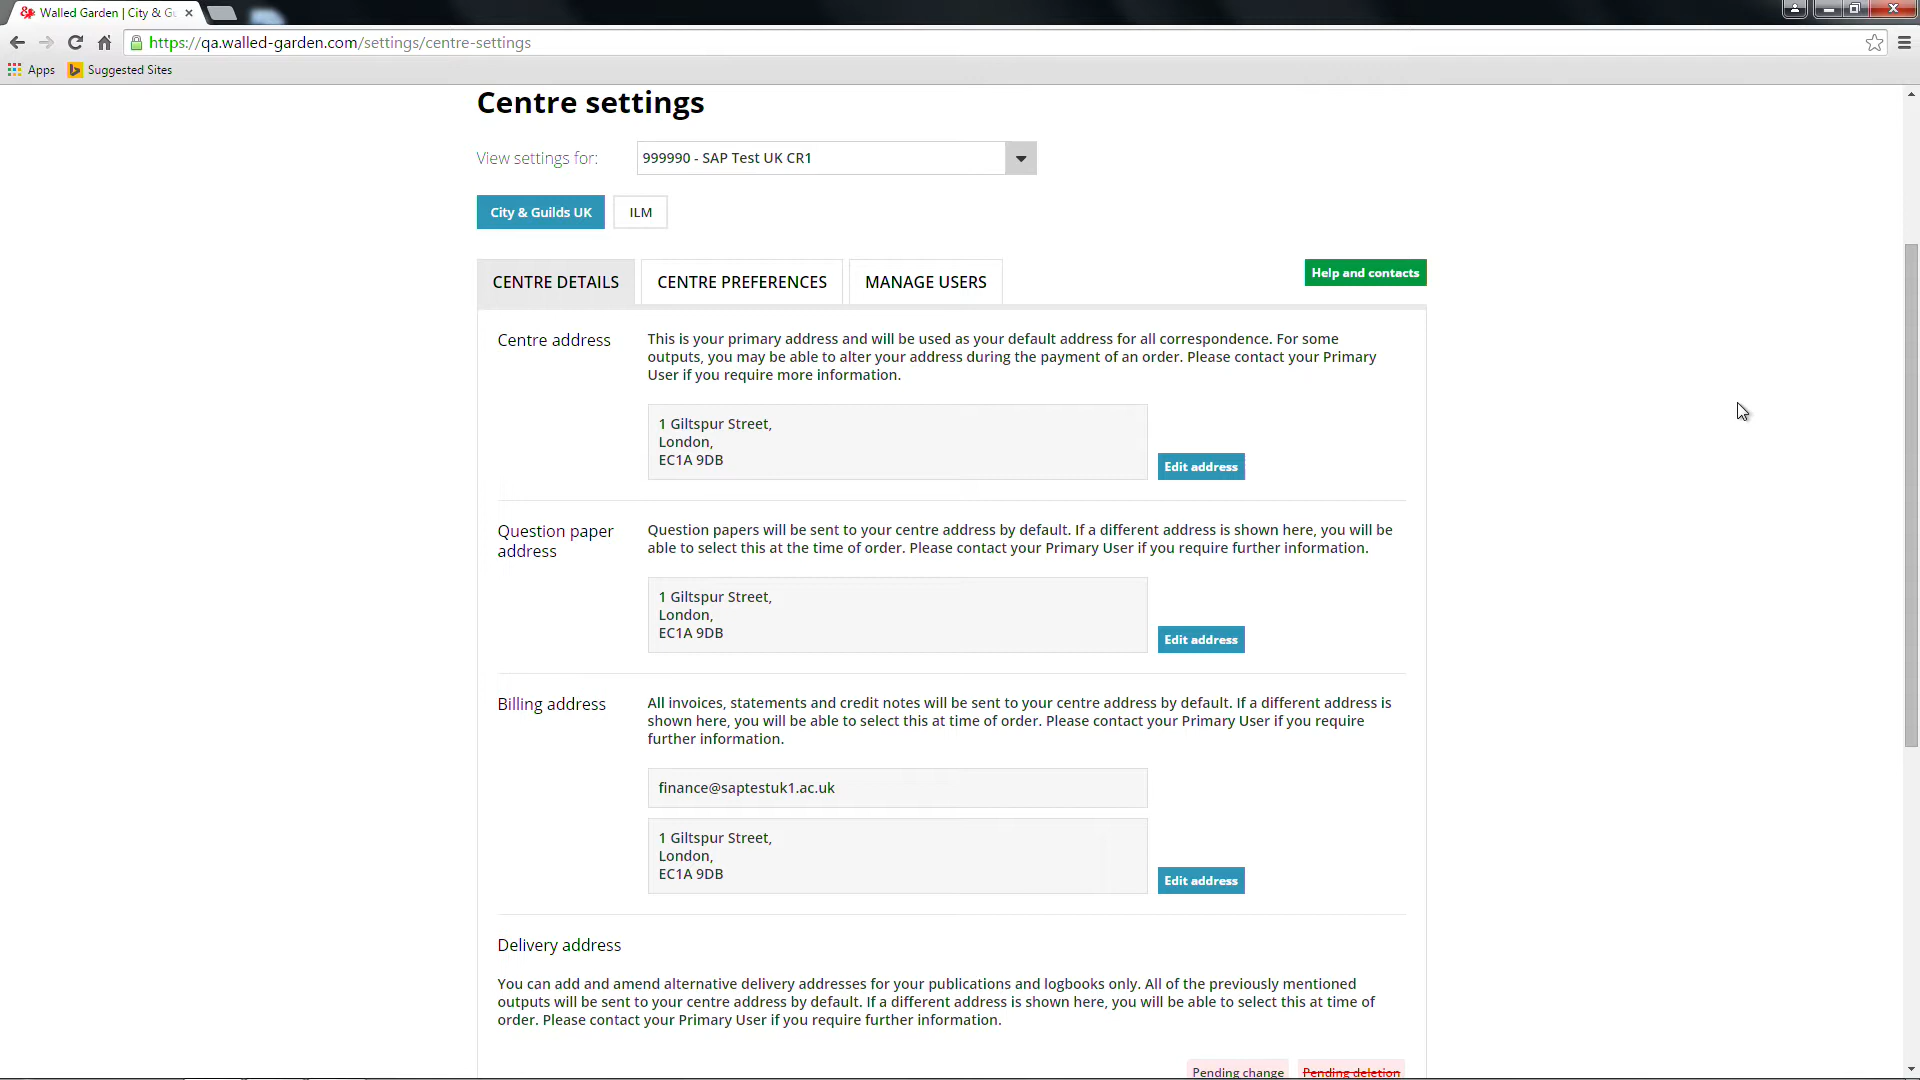 Walled Garden | City & Gu
https://qa.walled-garden.com/settings/centre-settings
Apps
Suggested Sites
Centre settings
View settings for:
999990 - SAP Test UK CR1
City & Guilds UK
ILM
CENTRE DETAILS
CENTRE PREFERENCES
MANAGE USERS
Help and contacts
Centre address
This is your primary address and will be used as your default address for all correspondence. For some
outputs, you may be able to alter your address during the payment of an order. Please contact your Primary
User if you require more information.
1 Giltspur Street,
London,
EC1A 9DB
Edit address
Question paper
address
Question papers will be sent to your centre address by default. If a different address is shown here, you will be
able to select this at the time of order. Please contact your Primary User if you require further information.
1 Giltspur Street,
London,
EC1A 9DB
Edit address
Billing address
All invoices, statements and credit notes will be sent to your centre address by default. If a different address is
shown here, you will be able to select this at time of order. Please contact your Primary User if you require
further information.
finance@saptestuk1.ac.uk
1 Giltspur Street,
London,
EC1A 9DB
Edit address
Delivery address
You can add and amend alternative delivery addresses for your publications and logbooks only. All of the previously mentioned
outputs will be sent to your centre address by default. If a different address is shown here, you will be able to select this at time of
order. Please contact your Primary User if you require further information.
Pending change
Pending deletion